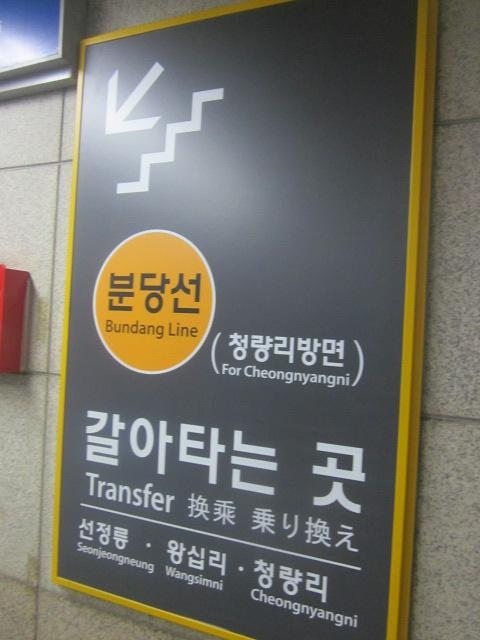 분당선
Bundang Line
(청량리방면)
For Cheongnyangni
갈아타는 곳
Transfer 换乘 乗り換え
선정릉 · 왕십리 · 청량리
Seonjeongneung Wangsimni Cheongnyangni